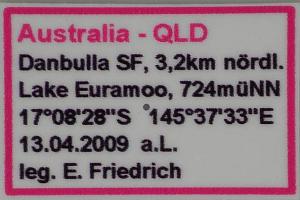 Australia - QLD
Danbulla SF, 3,2km nördl.
Lake Euramoo, 724müNN
17°08'28"S 145°37'33"E
13.04.2009 a.L.
leg. E. Friedrich